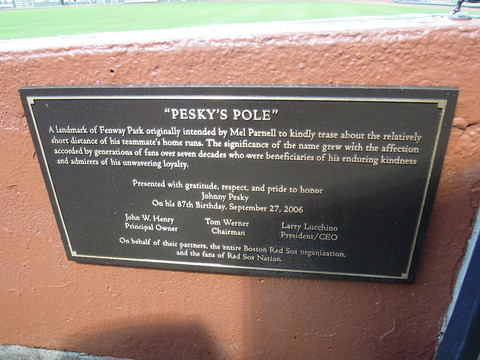 "PESKY'S POLE"
A landmark of Fenway Park originally intended by Mel Parnell to kindly tease about the relatively
short distance of his teammate's home runs. The significance of the name grew with the affection
accorded by generations of fans over seven decades who were beneficiaries of his enduring kindness
and admirers of his unwavering loyalty.
Presented with gratitude, respect, and pride to honor
Johnny Pesky
On his 87th Birthday, September 27, 2006
John W. Henry
Principal Owner
Tom Werner
Chairman
Larry Lucchino
President/CEO
On behalf of their partners, the entire Boston Red Sox organization,
and the fans of Red Sox Nation.